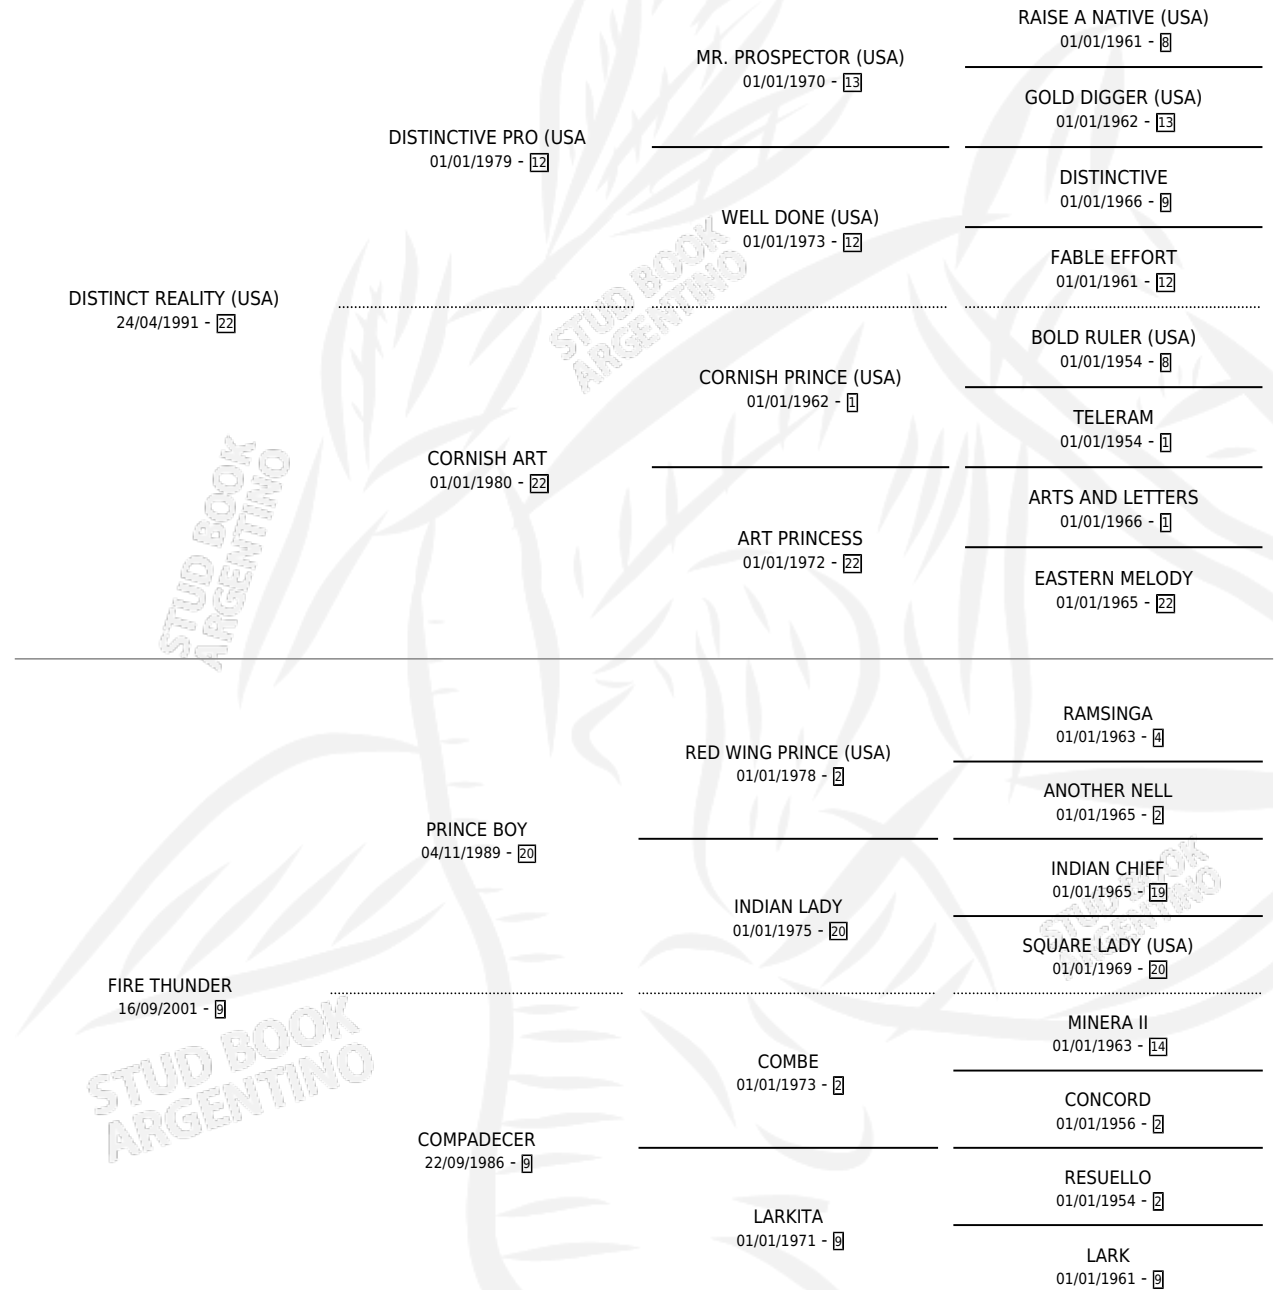 RAISE A NATIVE (USA)
01/01/1961 - 8
MR. PROSPECTOR (USA)
01/01/1970 - 13
GOLD DIGGER (USA)
01/01/1962 - 13
DISTINCTIVE PRO (USA
01/01/1979 - 12
DISTINCTIVE
01/01/1966 - 9
WELL DONE (USA)
01/01/1973 - 12
FABLE EFFORT
01/01/1961 - 12
DISTINCT REALITY (USA)
24/04/1991 - 22
BOLD RULER (USA)
01/01/1954 - 8
CORNISH PRINCE (USA)
01/01/1962 - 1
TELERAM
01/01/1954 - 1
CORNISH ART
01/01/1980 - 22
ARTS AND LETTERS
01/01/1966 - 1
ART PRINCESS
01/01/1972 - 22
EASTERN MELODY
01/01/1965 - 22
STUD BOOK
ARGENTINO
STUD BOOK
ARGENTINO
RAMSINGA
01/01/1963 - 4
RED WING PRINCE (USA)
01/01/1978 - 2
ANOTHER NELL
01/01/1965 - 2
PRINCE BOY
04/11/1989 - 20
INDIAN CHIEF
01/01/1965 - 19
INDIAN LADY
01/01/1975 - 20
SQUARE LADY (USA)
01/01/1969 - 20
FIRE THUNDER
16/09/2001 - 9
MINERA II
01/01/1963 - 14
COMBE
01/01/1973 - 2
CONCORD
01/01/1956 - 2
COMPADECER
22/09/1986 - 9
RESUELLO
01/01/1954 - 2
LARKITA
01/01/1971 - 9
LARK
01/01/1961 - 9
STUD BOOK
ARGENTINO
STUD BOOK
ARGENTINO